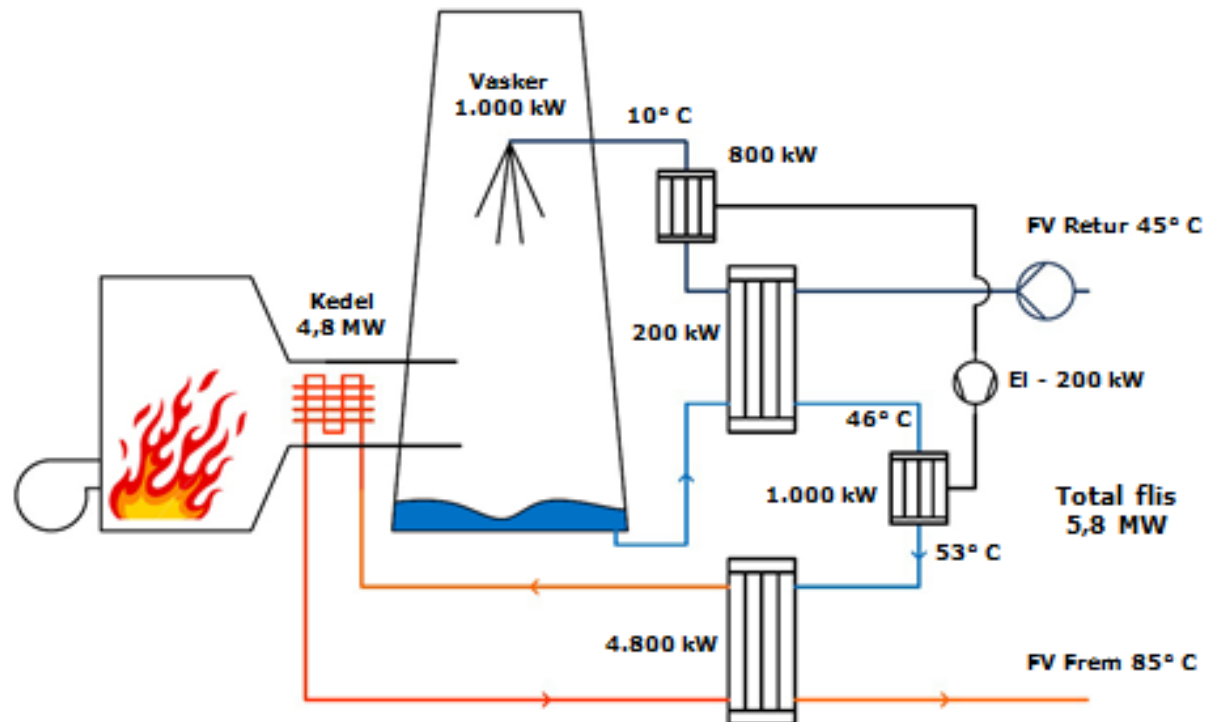 Vasker
1.000 kW
10° C
800 kW
FV Retur 45° C
Kedel
4,8 MW
200 kW
El - 200 kW
46° C
1.000 kW
Total flis
5,8 MW
53° C
4.800 kW
FV Frem 85° C